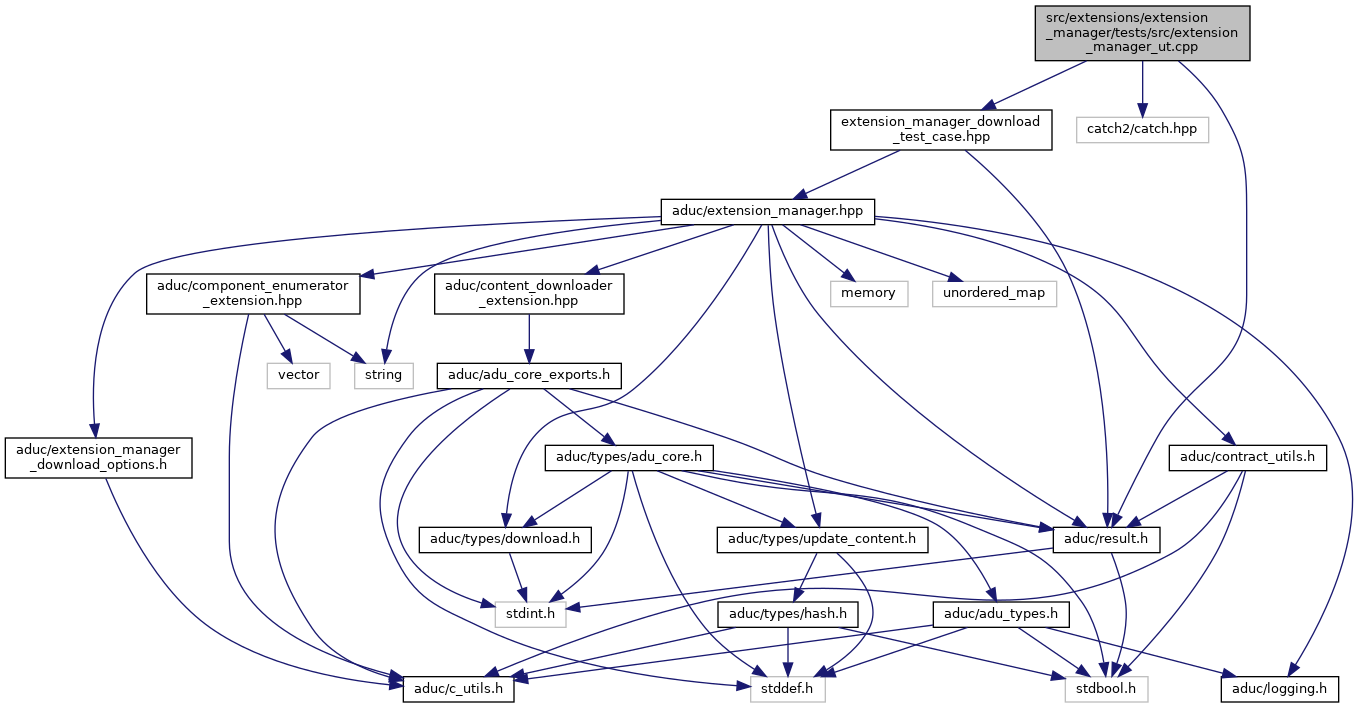 src/extensions/extension
_manager/tests/src/extension
_manager_ut.cpp
extension_manager_download
_test_case.hpp
catch2/catch.hpp
aduc/extension_manager.hpp
aduc/component_enumerator
_extension.hpp
aduc/content_downloader
_extension.hpp
memory
unordered_map
vector
string
aduc/adu_core_exports.h
aduc/extension_manager
_download_options.h
aduc/types/adu_core.h
aduc/contract_utils.h
aduc/types/download.h
aduc/types/update_content.h
aduc/result.h
stdint.h
aduc/types/hash.h
aduc/adu_types.h
aduc/c_utils.h
stddef.h
stdbool.h
aduc/logging.h